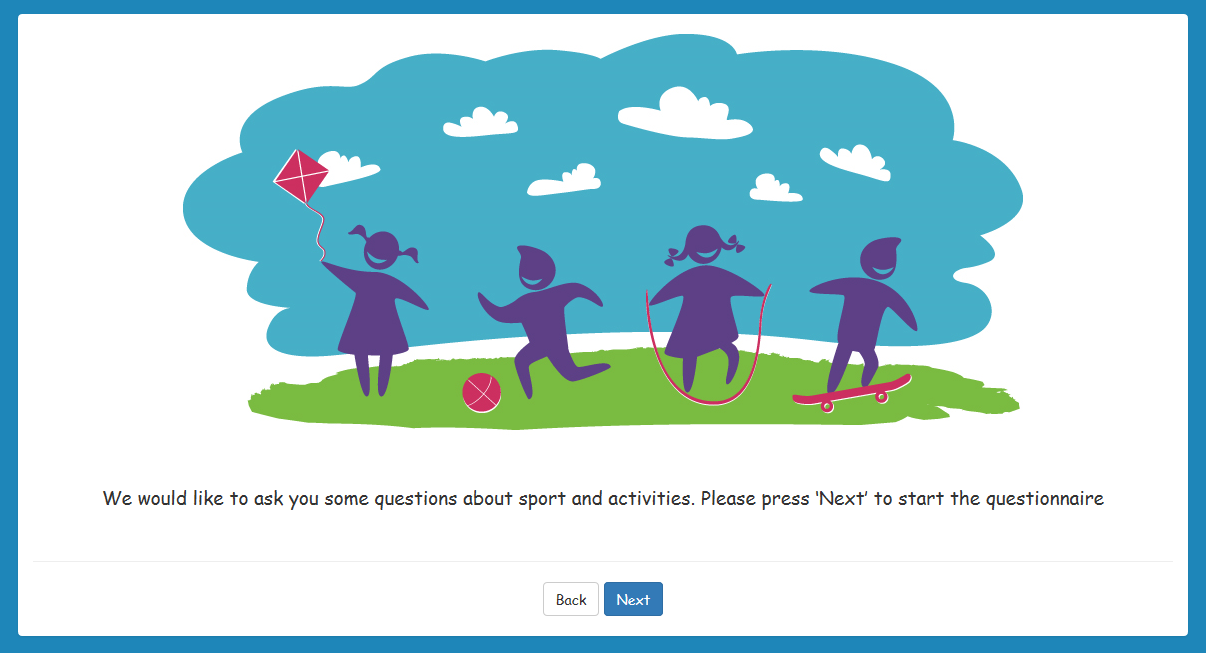 We would like to ask you some questions about sport and activities. Please press ‘Next’ to start the questionnaire
Back
Next